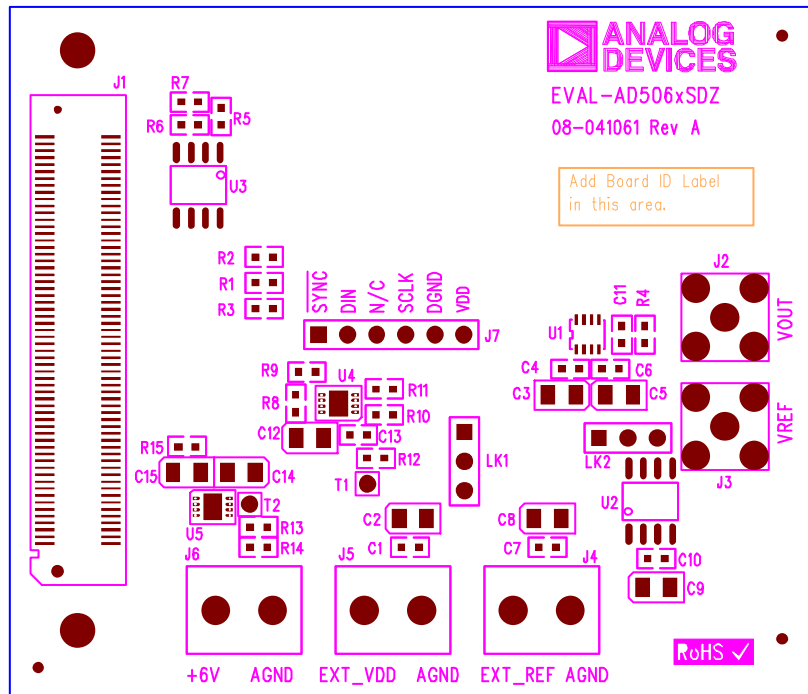 ANALOG
DEVICES
EVAL-AD506xSDZ
08-041061 Rev A
Add Board ID Label
in this area.
J1
R7
R5
R6
U3
R2
R1
R3
SYNC
DIN
N/C
SCLK
DGND
VDD
J7
J2
VOUT
C11
R4
U1
C4
C6
C3
C5
VREF
J3
R9
U4
R11
R8
R10
C12
C13
R12
LK1
LK2
R15
C15
C14
T1
T2
U5
R13
R14
C2
C1
C8
C7
U2
C10
C9
J6
J5
J4
+6V AGND
EXT_VDD AGND
EXT_REF AGND
RoHS ✓